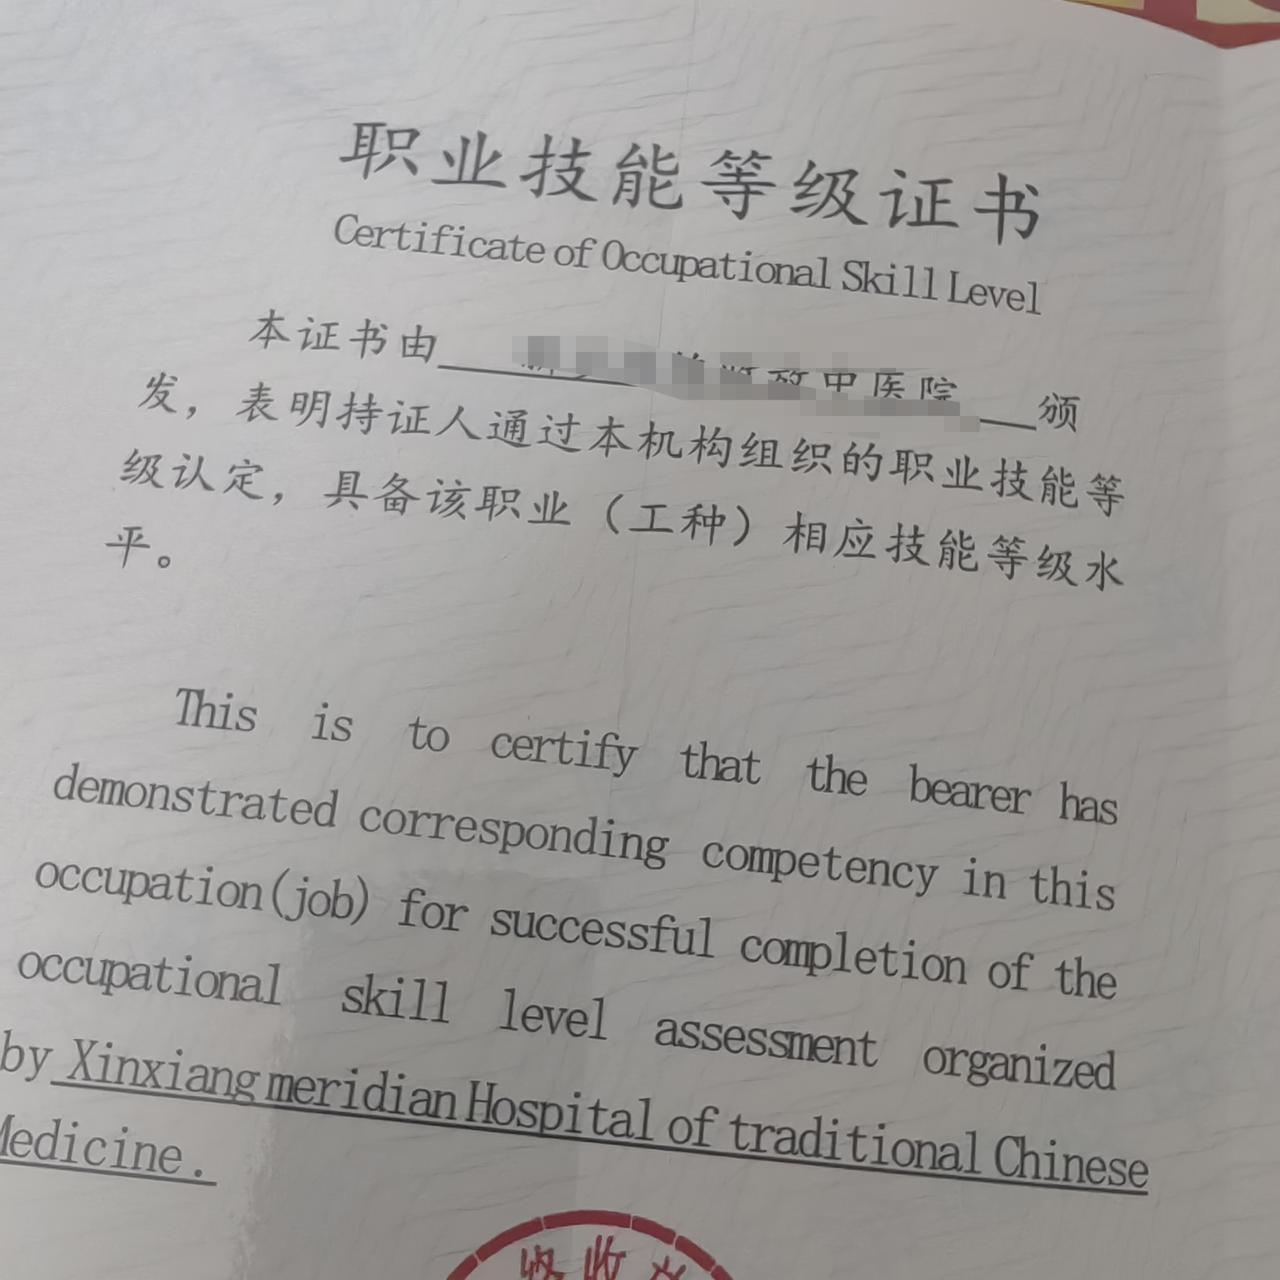 职业技能等级证书
Certificate of Occupational Skill Level
本证书由 中医院 颁
发，表明持证人通过本机构组织的职业技能等
级认定，具备该职业（工种）相应技能等级水
平。
This is to certify that the bearer has
demonstrated corresponding competency in this
occupation(job) for successful completion of the
occupational skill level assessment organized
by Xinxiang meridian Hospital of traditional Chinese
Medicine.